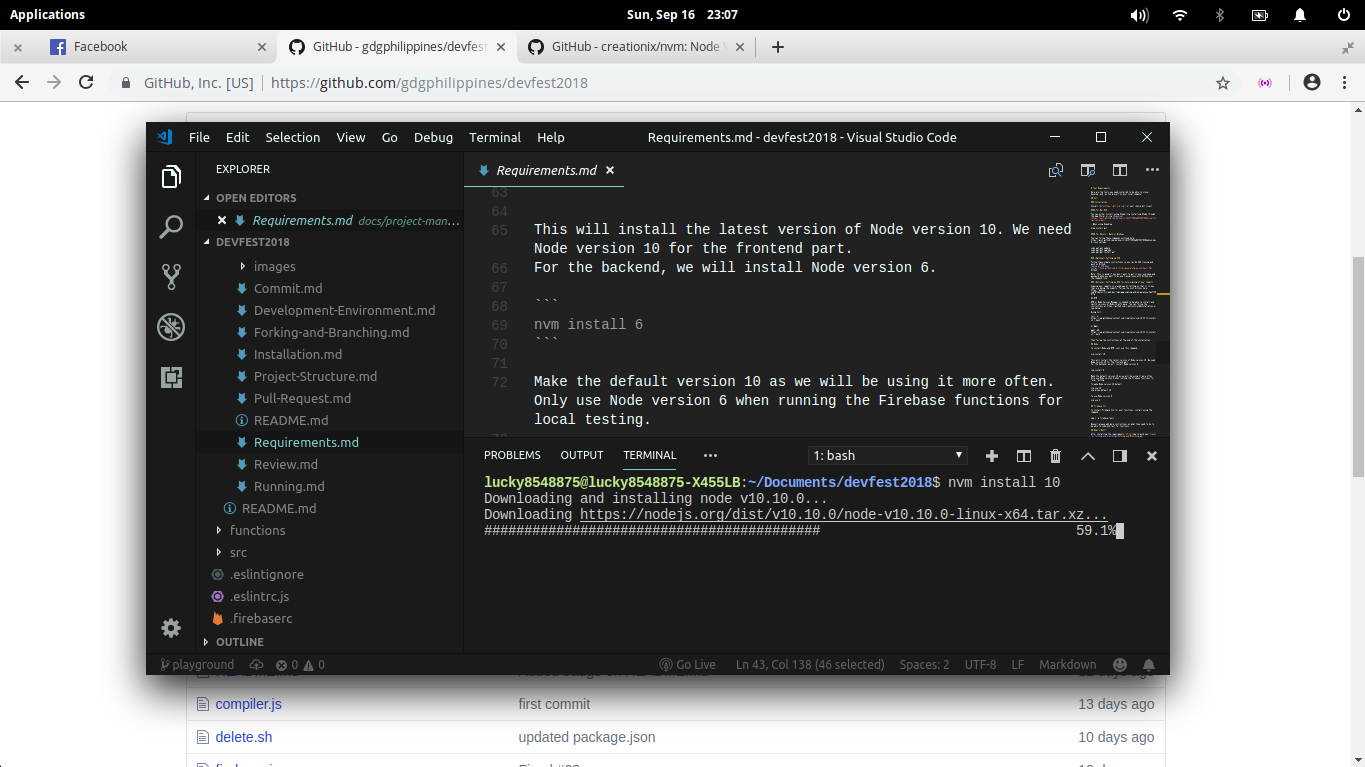 Applications
Sun, Sep 16 23:07
Facebook
GitHub - gdgphilippines/devfest
GitHub - creationix/nvm: Node
GitHub, Inc. [US] https://github.com/gdgphilippines/devfest2018
File Edit Selection View Go Debug Terminal Help
Requirements.md - devfest2018 - Visual Studio Code
EXPLORER
OPEN EDITORS
Requirements.md docs/project-man...
DEVFEST2018
images
Commit.md
Development-Environment.md
Forking-and-Branching.md
Installation.md
Project-Structure.md
Pull-Request.md
README.md
Requirements.md
Review.md
Running.md
README.md
functions
src
.eslintignore
.eslintrc.js
.firebaserc
OUTLINE
Requirements.md
63
64
65 This will install the latest version of Node version 10. We need
Node version 10 for the frontend part.
66 For the backend, we will install Node version 6.
67
68 ```
69 nvm install 6
70 ```
71
72 Make the default version 10 as we will be using it more often.
Only use Node version 6 when running the Firebase functions for
local testing.
PROBLEMS OUTPUT TERMINAL ... 1: bash
lucky8548875@lucky8548875-X455LB:~/Documents/devfest2018$ nvm install 10
Downloading and installing node v10.10.0...
Downloading https://nodejs.org/dist/v10.10.0/node-v10.10.0-linux-x64.tar.xz...
########################################## 59.1%
playground 0 0 Go Live Ln 43, Col 138 (46 selected) Spaces: 2 UTF-8 LF Markdown
compiler.js first commit 13 days ago
delete.sh updated package.json 10 days ago